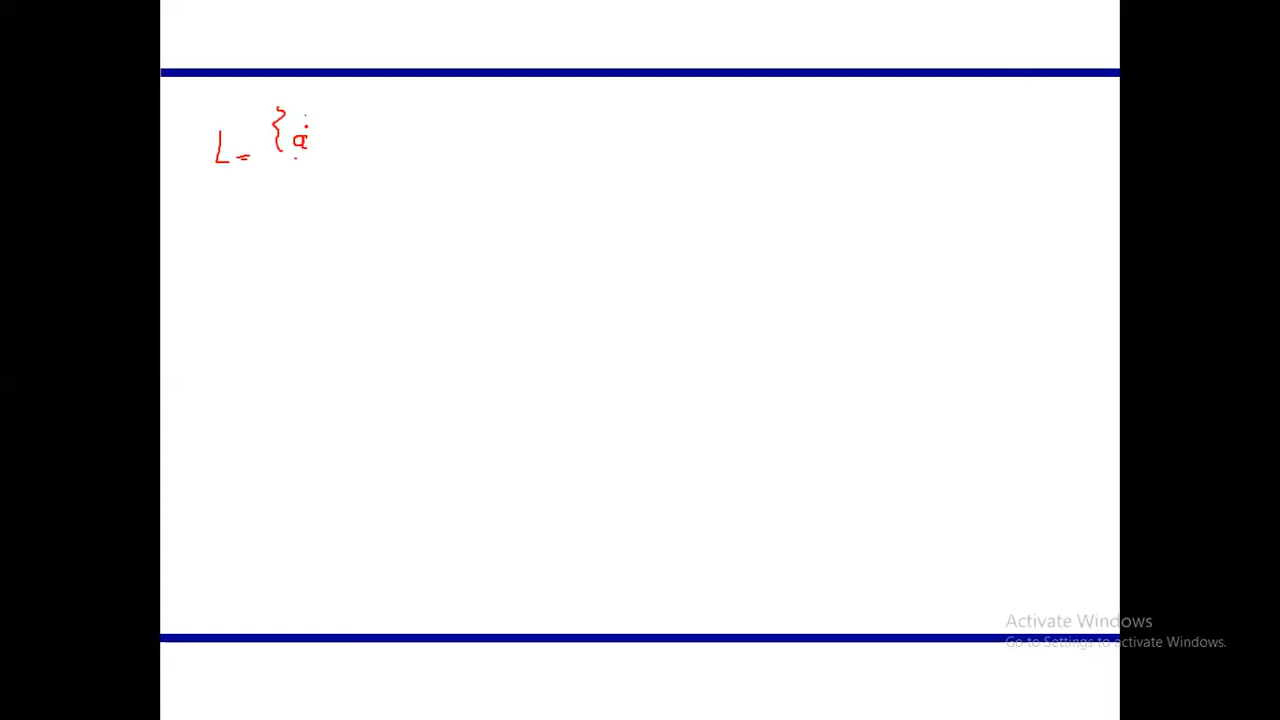 L = { a
Activate Windows
Go to Settings to activate Windows.